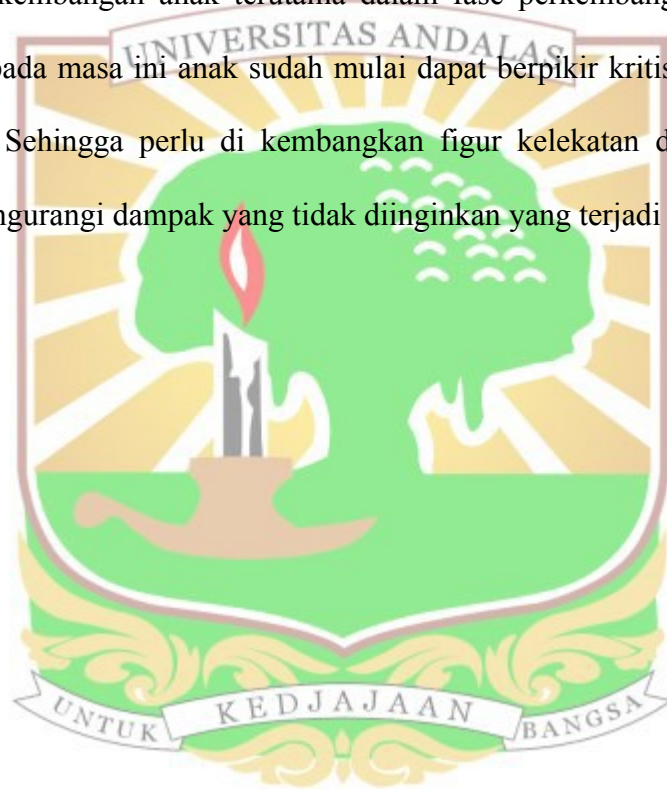 kembangan anak terutama dalam fase perkembang
UNIVERSITAS ANDALAS
pada masa ini anak sudah mulai dapat berpikir kritis
Sehingga perlu di kembangkan figur kelekatan d
ngurangi dampak yang tidak diinginkan yang terjadi
UNTUK KEDJAJAAN BANGSA